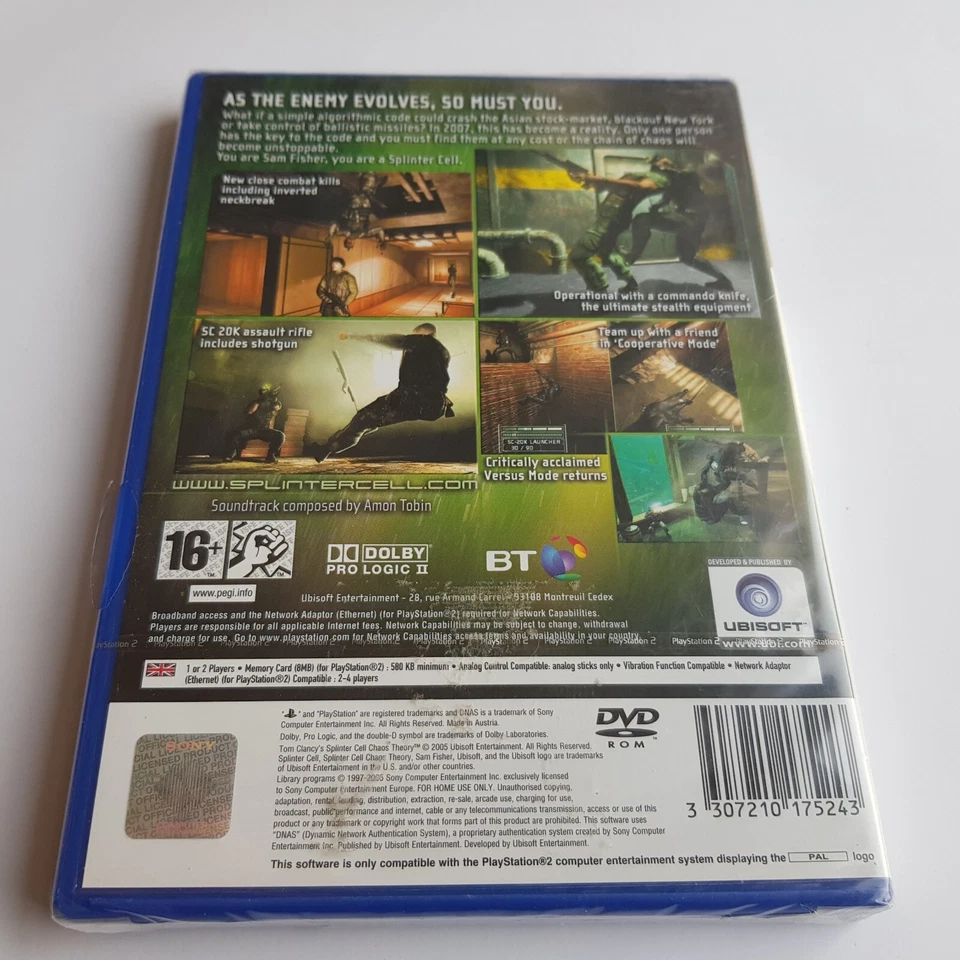 AS THE ENEMY EVOLVES, SO MUST YOU.
What if a simple algorithmic code could crash the Asian stock-market, blackout New York
or take control of ballistic missiles? In 2007, this has become a reality. Only one person
has the key to the code and you must find them at any cost or the chain of chaos will
become unstoppable.
You are Sam Fisher, you are a Splinter Cell.
New close combat kills
including inverted
neckbreak
Operational with a commando knife,
the ultimate stealth equipment
SC 20K assault rifle
includes shotgun
Team up with a friend
in 'Cooperative Mode'
SC-20K LAUNCHER
30 / 90
Critically acclaimed
Versus Mode returns
WWW.SPLINTERCELL.COM
Soundtrack composed by Amon Tobin
16+
www.pegi.info
DOLBY
PRO LOGIC II
BT
DEVELOPED & PUBLISHED BY
UBISOFT
www.ubi.com
Ubisoft Entertainment - 28, rue Armand Carrel - 93108 Montreuil Cedex
Broadband access and the Network Adaptor (Ethernet) (for PlayStation®2) required for Network Capabilities.
Players are responsible for all applicable Internet fees. Network Capabilities may be subject to change, withdrawal
and charge for use. Go to www.playstation.com for Network Capabilities access terms and availability in your country.
PlayStation 2 PlayStation 2 PlayStation 2 PlayStation 2
1 or 2 Players • Memory Card (8MB) (for PlayStation®2) : 580 KB minimum • Analog Control Compatible: analog sticks only • Vibration Function Compatible • Network Adaptor
(Ethernet) (for PlayStation®2) Compatible : 2-4 players
" " and "PlayStation" are registered trademarks and DNAS is a trademark of Sony
Computer Entertainment Inc. All Rights Reserved. Made in Austria.
Dolby, Pro Logic, and the double-D symbol are trademarks of Dolby Laboratories.
Tom Clancy's Splinter Cell Chaos Theory™ © 2005 Ubisoft Entertainment. All Rights Reserved.
Splinter Cell, Splinter Cell Chaos Theory, Sam Fisher, Ubisoft, and the Ubisoft logo are trademarks
of Ubisoft Entertainment in the U.S. and/or other countries.
Library programs © 1997-2005 Sony Computer Entertainment Inc. exclusively licensed
to Sony Computer Entertainment Europe. FOR HOME USE ONLY. Unauthorised copying,
adaptation, rental, lending, distribution, extraction, re-sale, arcade use, charging for use,
broadcast, public performance and internet, cable or any telecommunications transmission, access or use of this
product or any trademark or copyright work that forms part of this product are prohibited. This software uses
"DNAS" (Dynamic Network Authentication System), a proprietary authentication system created by Sony Computer
Entertainment Inc. Published by Ubisoft Entertainment. Developed by Ubisoft Entertainment.
This software is only compatible with the PlayStation®2 computer entertainment system displaying the PAL logo
SONY
DVD
ROM
3 307210 175243